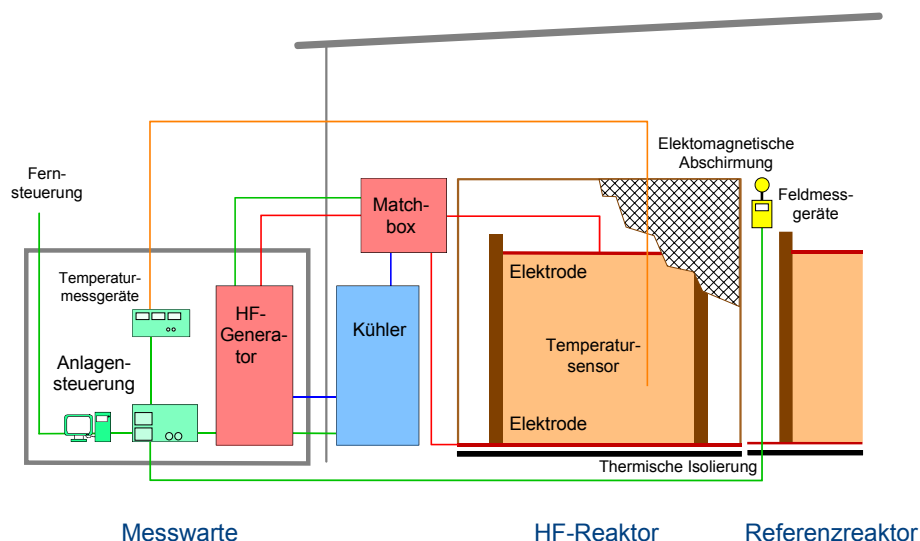 Fern-
steuerung
Temperatur-
messgeräte
Anlagen-
steuerung
HF-
Genera-
tor
Match-
box
Kühler
Elektrode
Temperatur-
sensor
Elektrode
Elektomagnetische
Abschirmung
Feldmess-
geräte
Thermische Isolierung
Messwarte
HF-Reaktor
Referenzreaktor